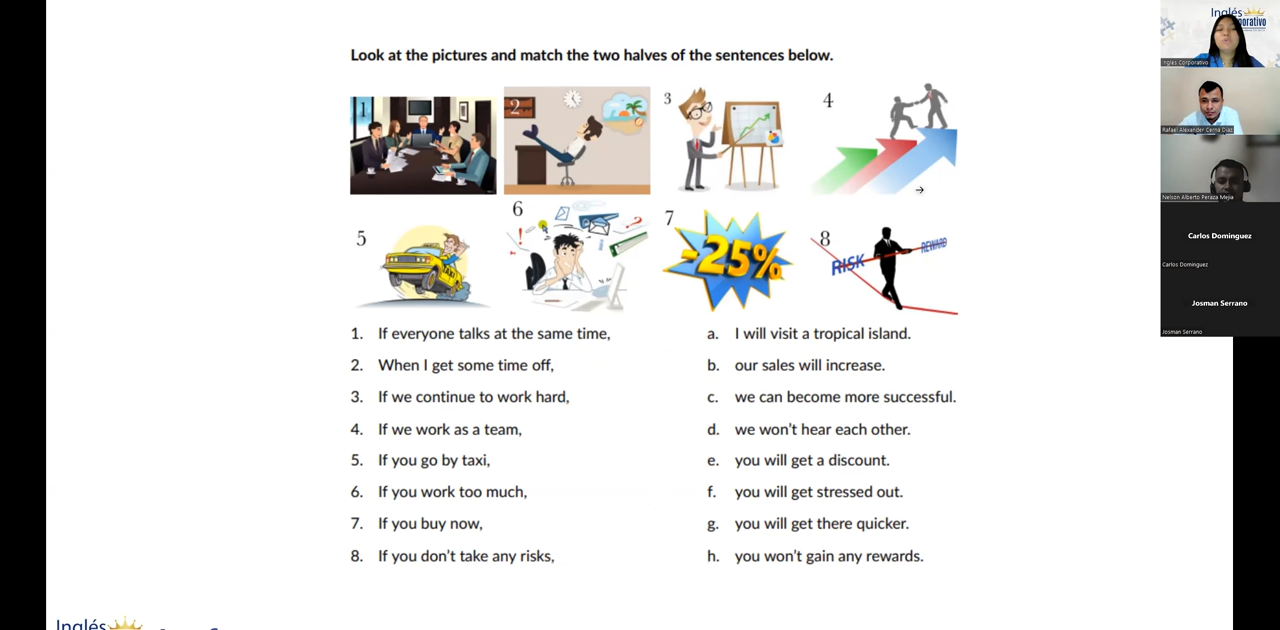 Look at the pictures and match the two halves of the sentences below.
1
2
3
4
5
6
7
8
-25%
RISK
REWARD
TAXI
1. If everyone talks at the same time,
a. I will visit a tropical island.
2. When I get some time off,
b. our sales will increase.
3. If we continue to work hard,
c. we can become more successful.
4. If we work as a team,
d. we won't hear each other.
5. If you go by taxi,
e. you will get a discount.
6. If you work too much,
f. you will get stressed out.
7. If you buy now,
g. you will get there quicker.
8. If you don't take any risks,
h. you won't gain any rewards.
Inglés
Inglés
Ingles Corporativo
Rafael Alexander Cerna Diaz
Nelson Alberto Peraza Mejia
Carlos Dominguez
Carlos Dominguez
Josman Serrano
Josman Serrano